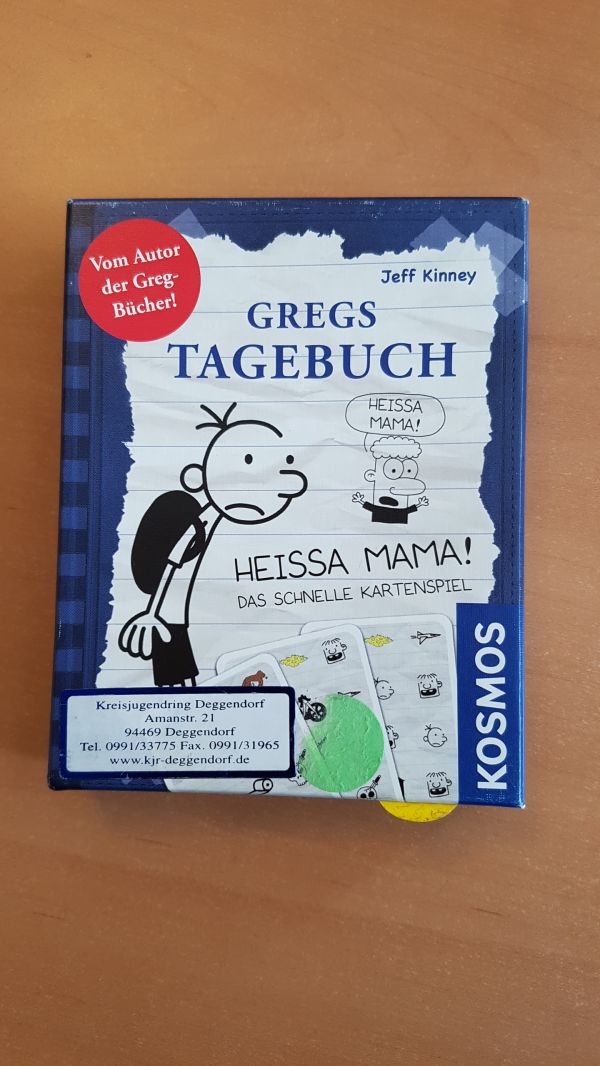 Vom Autor
der Greg-
Bücher!
Jeff Kinney
GREGS
TAGEBUCH
HEISSA
MAMA!
HEISSA MAMA!
DAS SCHNELLE KARTENSPIEL
KOSMOS
Kreisjugendring Deggendorf
Amanstr. 21
94469 Deggendorf
Tel. 0991/33775 Fax. 0991/31965
www.kjr-deggendorf.de